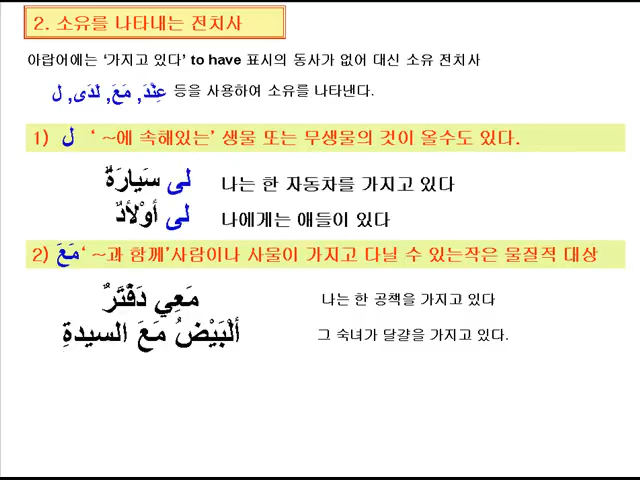 2. 소유를 나타내는 전치사
아랍어에는 ‘가지고 있다’ to have 표시의 동사가 없어 대신 소유 전치사
عِنْدَ, مَعَ, لَدَى, ل 등을 사용하여 소유를 나타낸다.
1) ل ‘ ~에 속해있는’ 생물 또는 무생물의 것이 올수도 있다.
لى سَيارَةٌ 나는 한 자동차를 가지고 있다
لى أوْلأدٌ 나에게는 애들이 있다
2) مَعَ ‘ ~과 함께’사람이나 사물이 가지고 다닐 수 있는작은 물질적 대상
مَعِي دَفْتَرٌ 나는 한 공책을 가지고 있다
ألْبَيْضُ مَعَ السيدةِ 그 숙녀가 달걀을 가지고 있다.